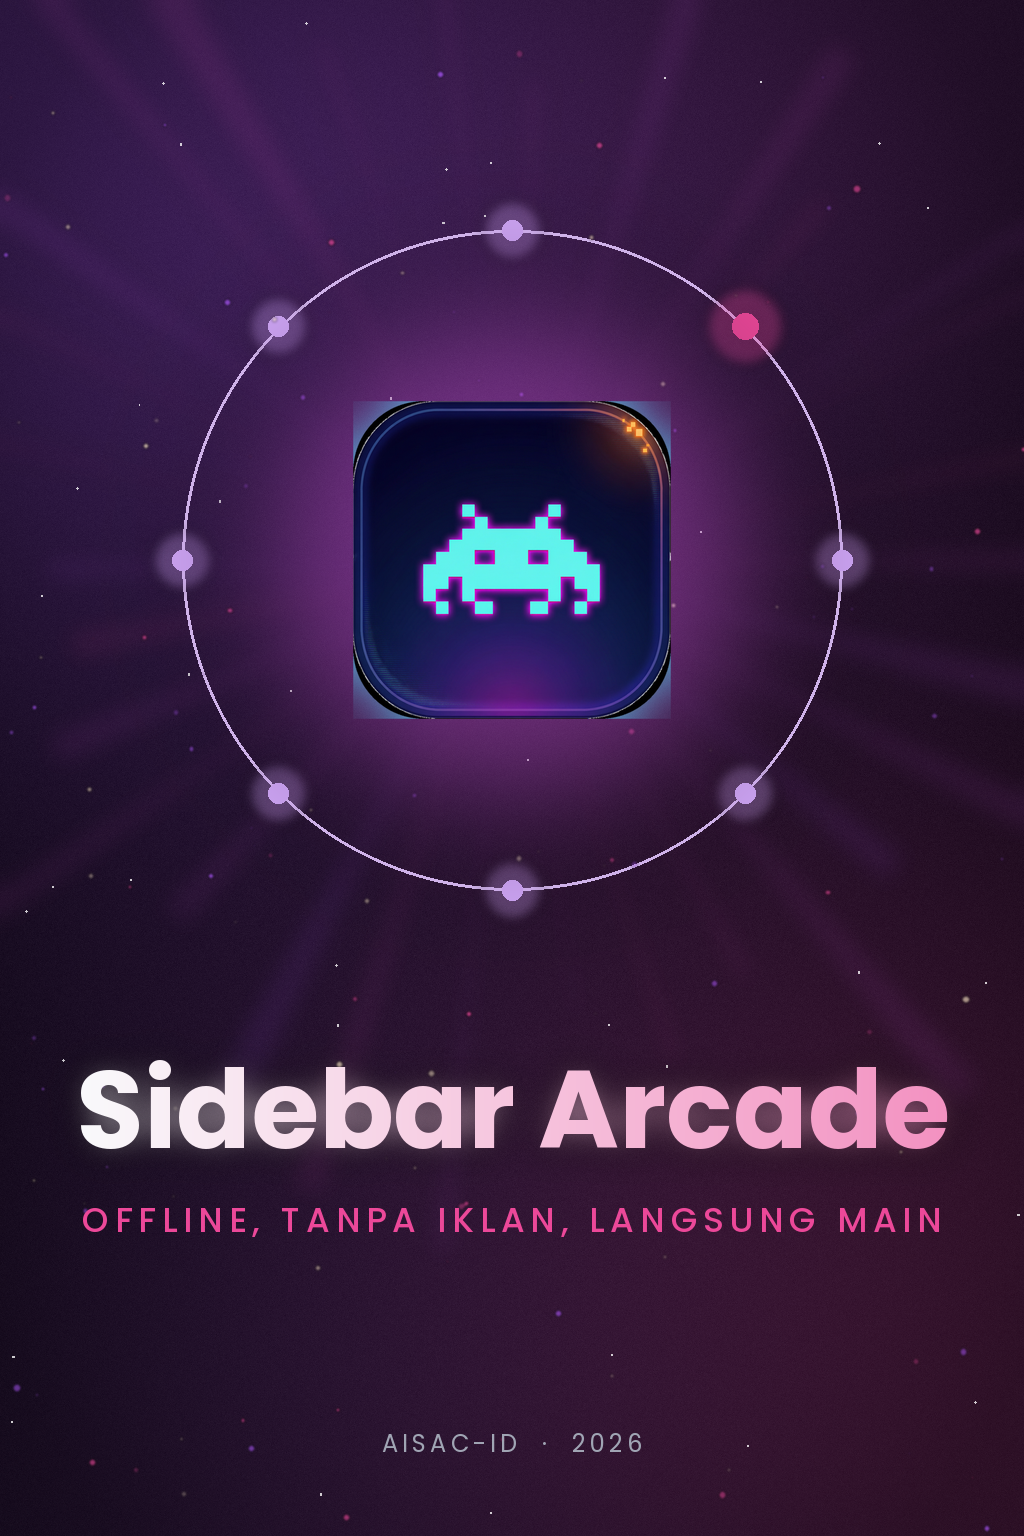 Sidebar Arcade
OFFLINE, TANPA IKLAN, LANGSUNG MAIN
AISAC-ID · 2026